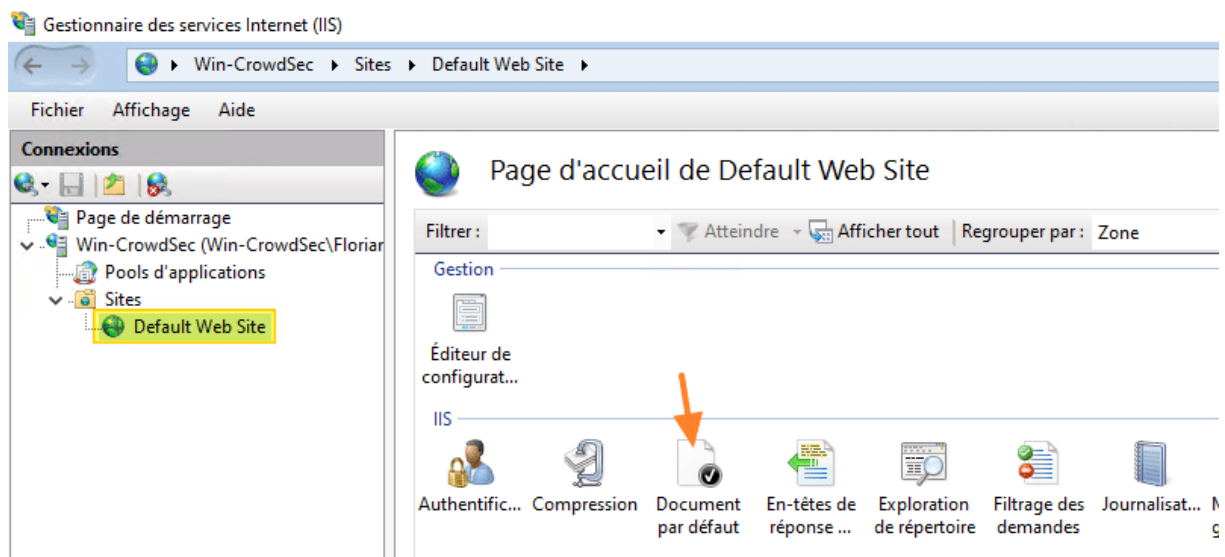 Gestionnaire des services Internet (IIS)
Win-CrowdSec Sites Default Web Site
Fichier Affichage Aide
Connexions
Page de démarrage
Win-CrowdSec (Win-CrowdSec\Florian
Pools d'applications
Sites
Default Web Site
Page d'accueil de Default Web Site
Filtrer : Atteindre Afficher tout Regrouper par : Zone
Gestion
Éditeur de
configurat...
IIS
Authentific... Compression Document En-têtes de Exploration Filtrage des Journalisat...
par défaut réponse ... de répertoire demandes